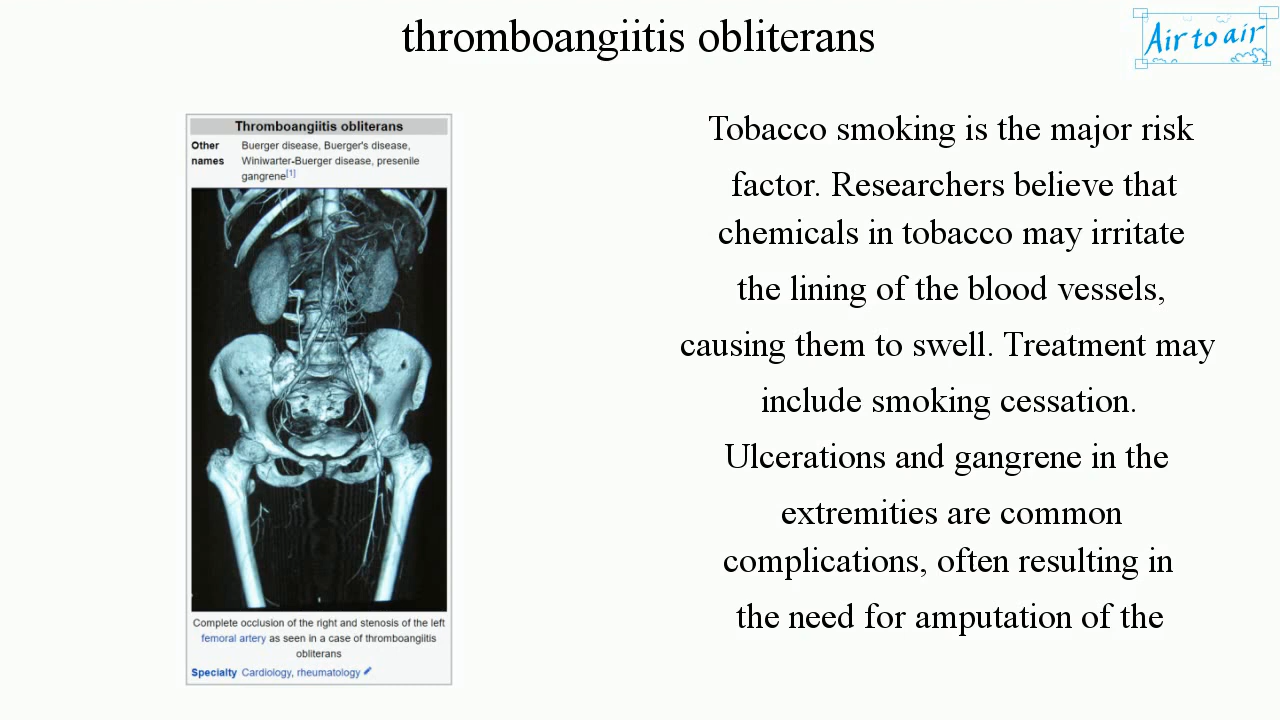 thromboangiitis obliterans
Air to air
Thromboangiitis obliterans
Other names
Buerger disease, Buerger's disease,
Winiwarter-Buerger disease, presenile
gangrene[1]
Complete occlusion of the right and stenosis of the left
femoral artery as seen in a case of thromboangiitis
obliterans
Specialty Cardiology, rheumatology
Tobacco smoking is the major risk
factor. Researchers believe that
chemicals in tobacco may irritate
the lining of the blood vessels,
causing them to swell. Treatment may
include smoking cessation.
Ulcerations and gangrene in the
extremities are common
complications, often resulting in
the need for amputation of the